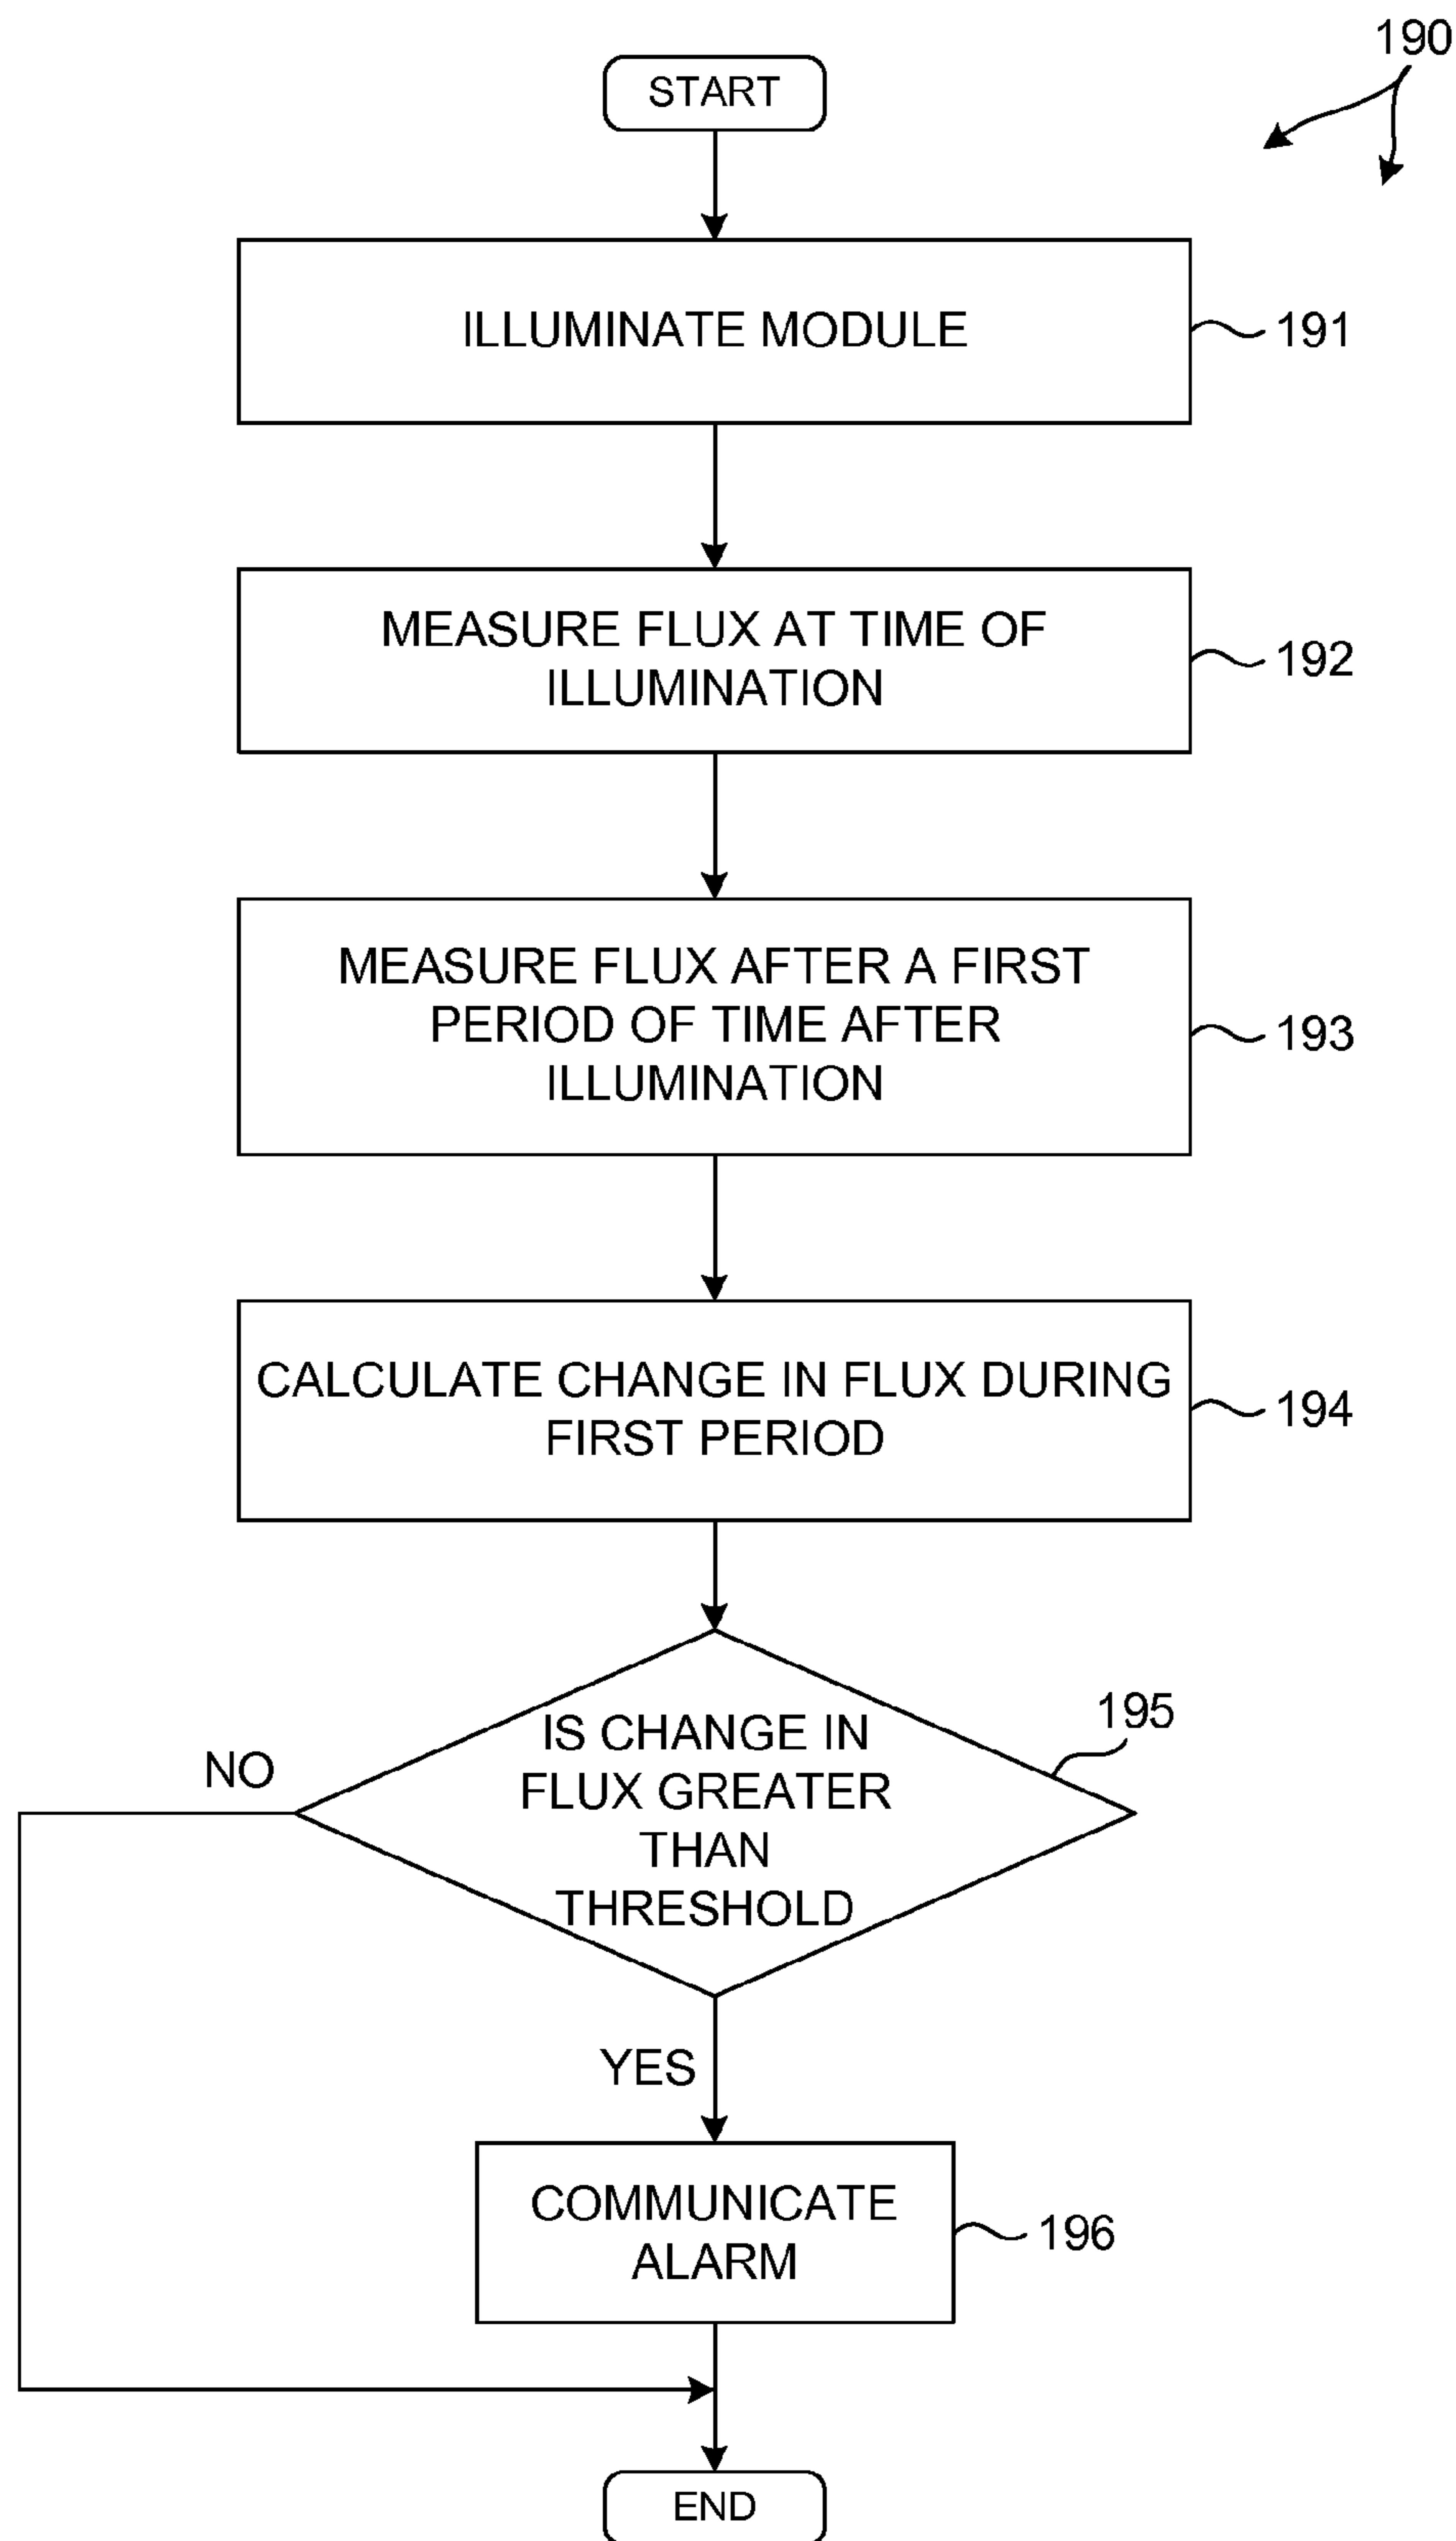 190
START
ILLUMINATE MODULE
191
MEASURE FLUX AT TIME OF
ILLUMINATION
192
MEASURE FLUX AFTER A FIRST
PERIOD OF TIME AFTER
ILLUMINATION
193
CALCULATE CHANGE IN FLUX DURING
FIRST PERIOD
194
195
IS CHANGE IN
FLUX GREATER
THAN
THRESHOLD
NO
YES
COMMUNICATE
ALARM
196
END